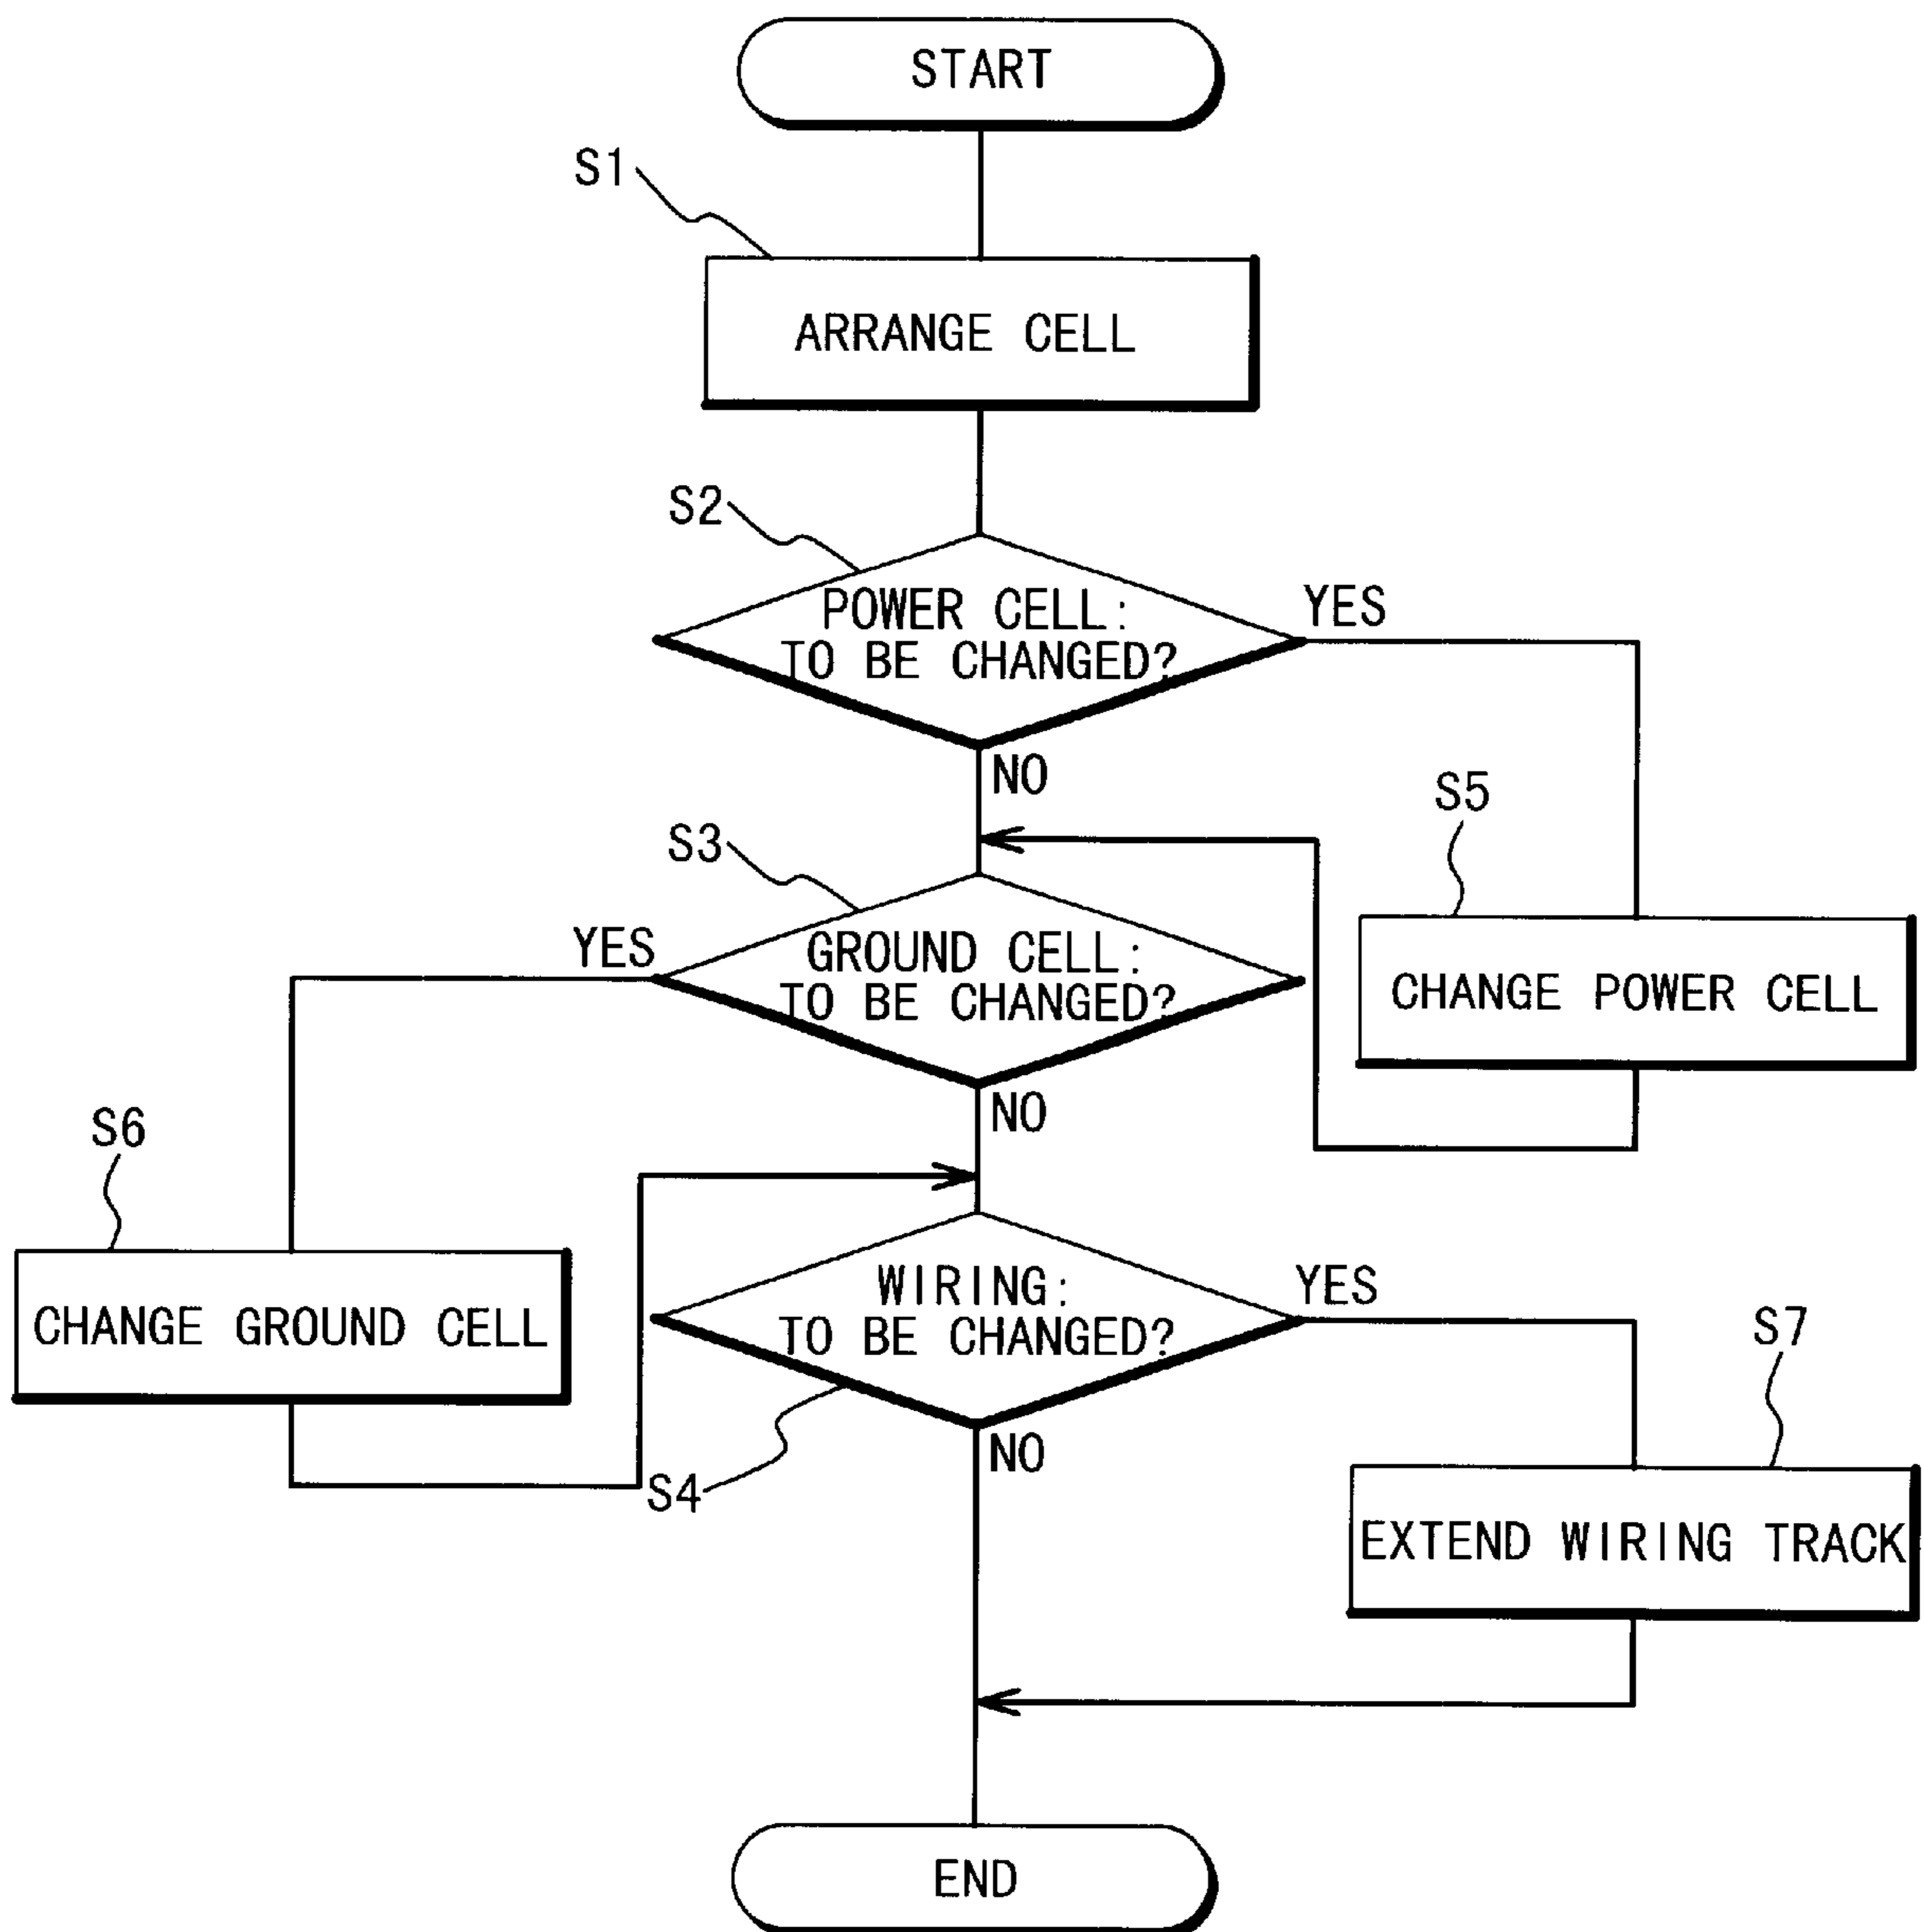 START
S1
ARRANGE CELL
S2
POWER CELL:
TO BE CHANGED?
YES
NO
S5
CHANGE POWER CELL
S3
GROUND CELL:
TO BE CHANGED?
YES
NO
S6
CHANGE GROUND CELL
WIRING:
TO BE CHANGED?
YES
NO
S4
S7
EXTEND WIRING TRACK
END